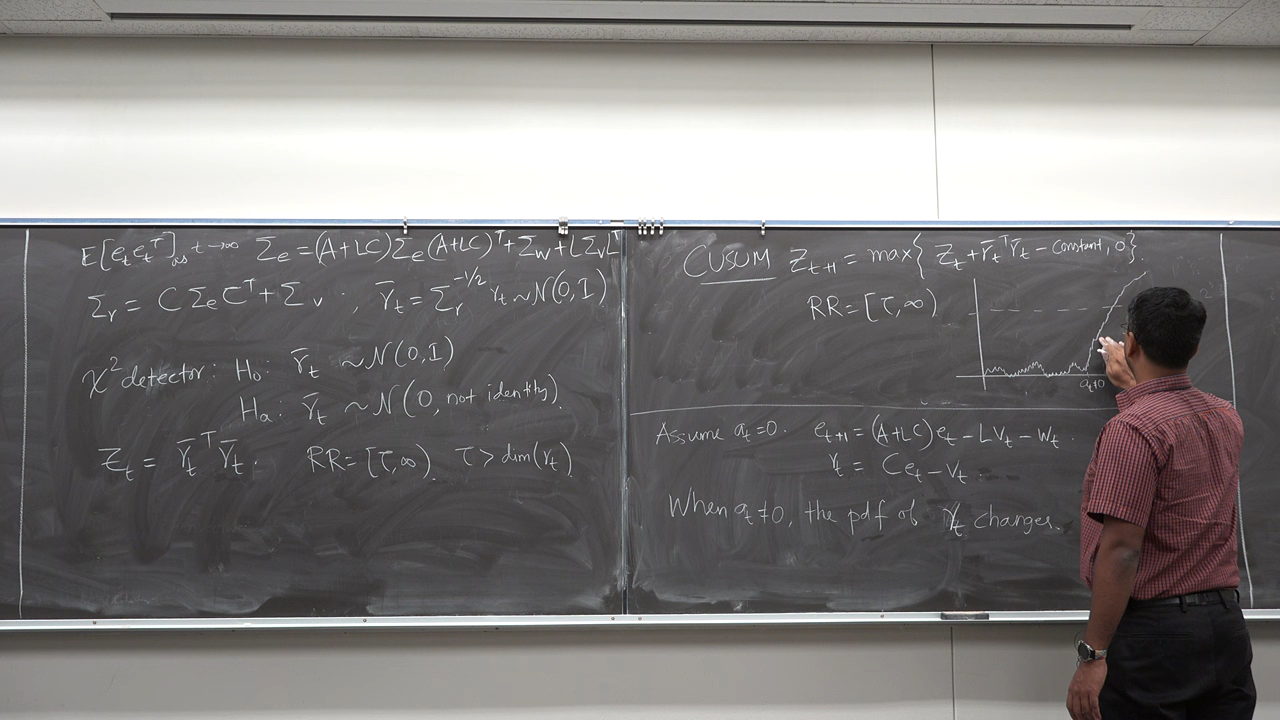 E[e_t e_t^T] as t→∞ Σ_e = (A+LC)Σ_e(A+LC)^T + Σ_w + LΣ_vL^T
Σ_r = CΣ_eC^T + Σ_v , r̄_t = Σ_r^{-1/2} r_t ~ N(0,I)
χ² detector: H_0: r̄_t ~ N(0,I)
H_a: r̄_t ~ N(0, not identity).
Z_t = r̄_t^T r̄_t. RR = [τ,∞). τ > dim(r_t)
CUSUM Z_{t+1} = max{ Z_t + r̄_t^T r̄_t - Constant, 0}.
RR = [τ,∞)
a_t≠0
Assume a_t=0. e_{t+1} = (A+LC)e_t - Lv_t - w_t.
r_t = Ce_t - v_t.
When a_t≠0, the pdf of r_t changes.